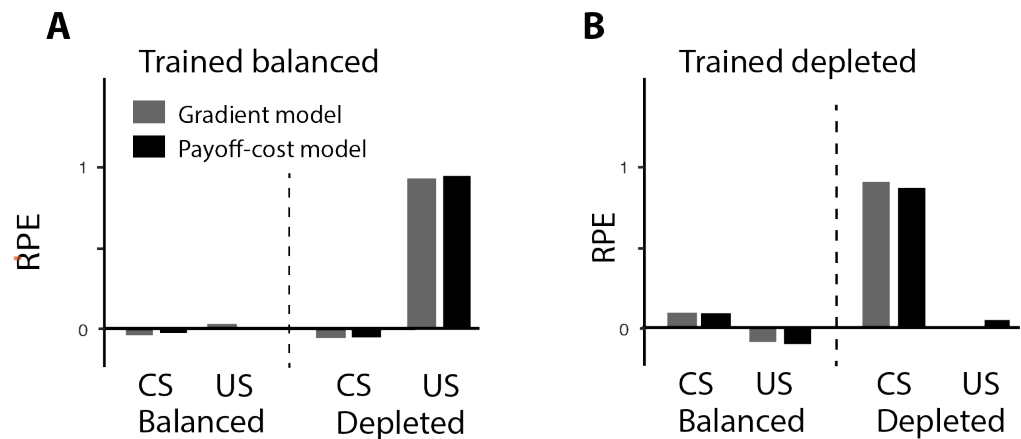 A
Trained balanced
Gradient model
Payoff-cost model
1
RPE
0
CS US CS US
Balanced Depleted
B
Trained depleted
1
RPE
0
CS US CS US
Balanced Depleted